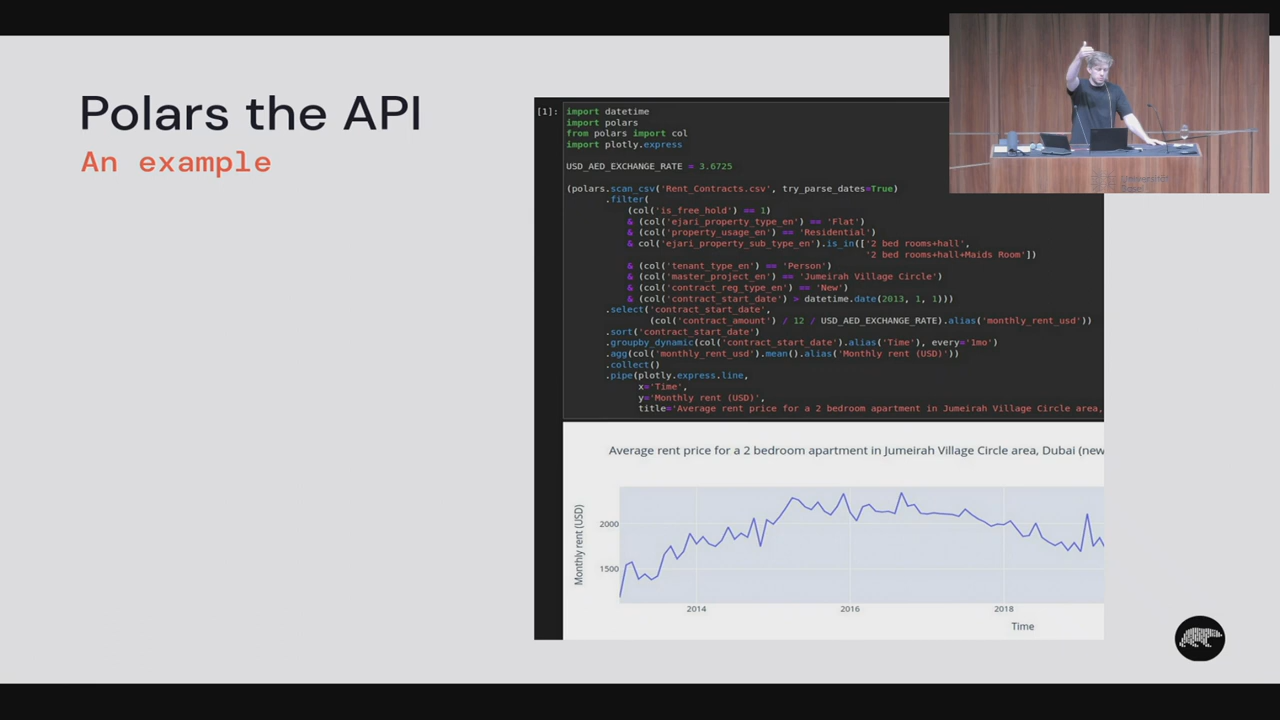 Polars the API
An example
[1]:
import datetime
import polars
from polars import col
import plotly.express
USD_AED_EXCHANGE_RATE = 3.6725
(polars.scan_csv('Rent_Contracts.csv', try_parse_dates=True)
.filter(
(col('is_free_hold') == 1)
& (col('ejari_property_type_en') == 'Flat')
& (col('property_usage_en') == 'Residential')
& col('ejari_property_sub_type_en').is_in(['2 bed rooms+hall',
'2 bed rooms+hall+Maids Room'])
& (col('tenant_type_en') == 'Person')
& (col('master_project_en') == 'Jumeirah Village Circle')
& (col('contract_reg_type_en') == 'New')
& (col('contract_start_date') > datetime.date(2013, 1, 1)))
.select('contract_start_date',
(col('contract_amount') / 12 / USD_AED_EXCHANGE_RATE).alias('monthly_rent_usd'))
.sort('contract_start_date')
.groupby_dynamic(col('contract_start_date').alias('Time'), every='1mo')
.agg(col('monthly_rent_usd').mean().alias('Monthly rent (USD)'))
.collect()
.pipe(plotly.express.line,
x='Time',
y='Monthly rent (USD)',
title='Average rent price for a 2 bedroom apartment in Jumeirah Village Circle area,
Average rent price for a 2 bedroom apartment in Jumeirah Village Circle area, Dubai (new
Monthly rent (USD)
2000
1500
2014
2016
2018
Time